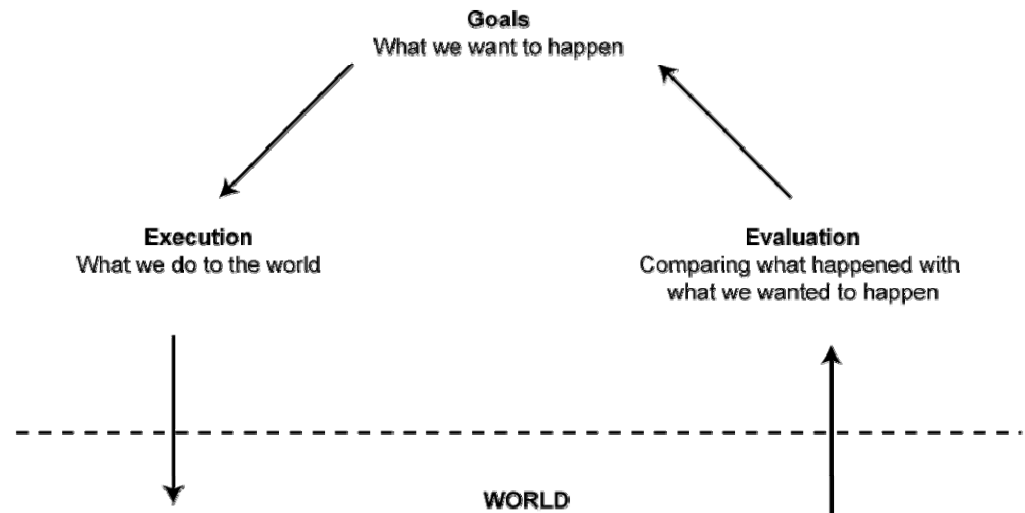 Goals
What we want to happen
Execution
What we do to the world
Evaluation
Comparing what happened with
what we wanted to happen
WORLD